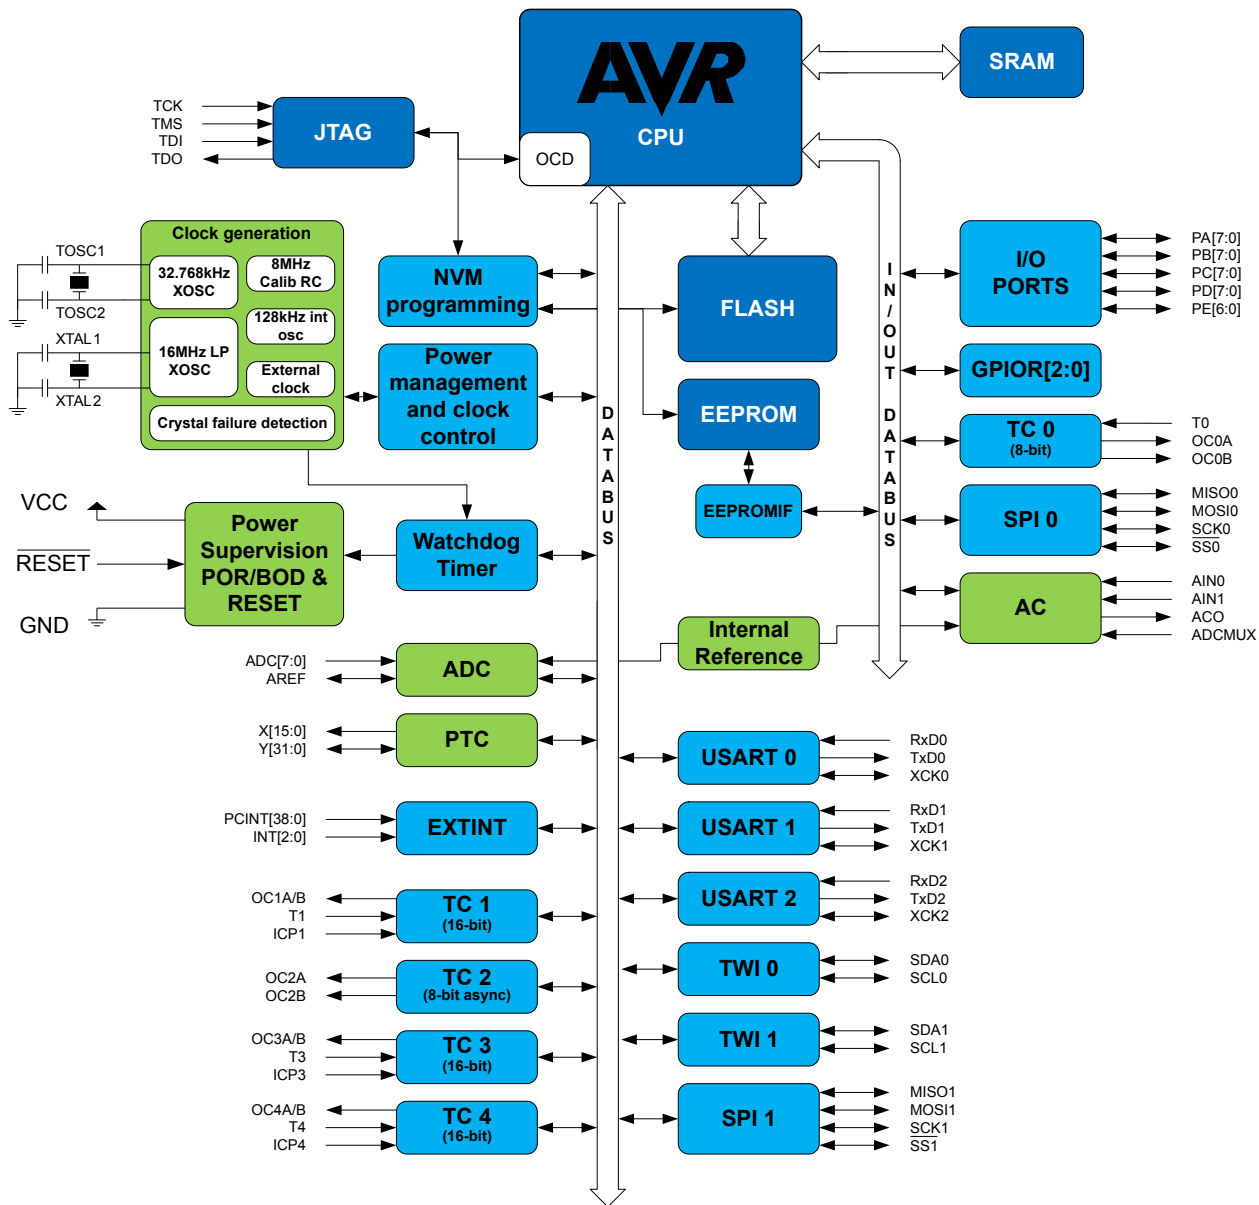 AVR
CPU
OCD
SRAM
TCK
TMS
TDI
TDO
JTAG
Clock generation
TOSC1
TOSC2
32.768kHz
XOSC
8MHz
Calib RC
XTAL1
XTAL2
16MHz LP
XOSC
128kHz int
osc
External
clock
Crystal failure detection
NVM
programming
Power
management
and clock
control
FLASH
EEPROM
EEPROMIF
DATABUS
IN/OUT DATABUS
I/O
PORTS
PA[7:0]
PB[7:0]
PC[7:0]
PD[7:0]
PE[6:0]
GPIOR[2:0]
TC 0
(8-bit)
T0
OC0A
OC0B
SPI 0
MISO0
MOSI0
SCK0
SS0
AC
AIN0
AIN1
ACO
ADCMUX
VCC
RESET
GND
Power
Supervision
POR/BOD &
RESET
Watchdog
Timer
Internal
Reference
ADC[7:0]
AREF
ADC
X[15:0]
Y[31:0]
PTC
PCINT[38:0]
INT[2:0]
EXTINT
OC1A/B
T1
ICP1
TC 1
(16-bit)
OC2A
OC2B
TC 2
(8-bit async)
OC3A/B
T3
ICP3
TC 3
(16-bit)
OC4A/B
T4
ICP4
TC 4
(16-bit)
USART 0
RxD0
TxD0
XCK0
USART 1
RxD1
TxD1
XCK1
USART 2
RxD2
TxD2
XCK2
TWI 0
SDA0
SCL0
TWI 1
SDA1
SCL1
SPI 1
MISO1
MOSI1
SCK1
SS1